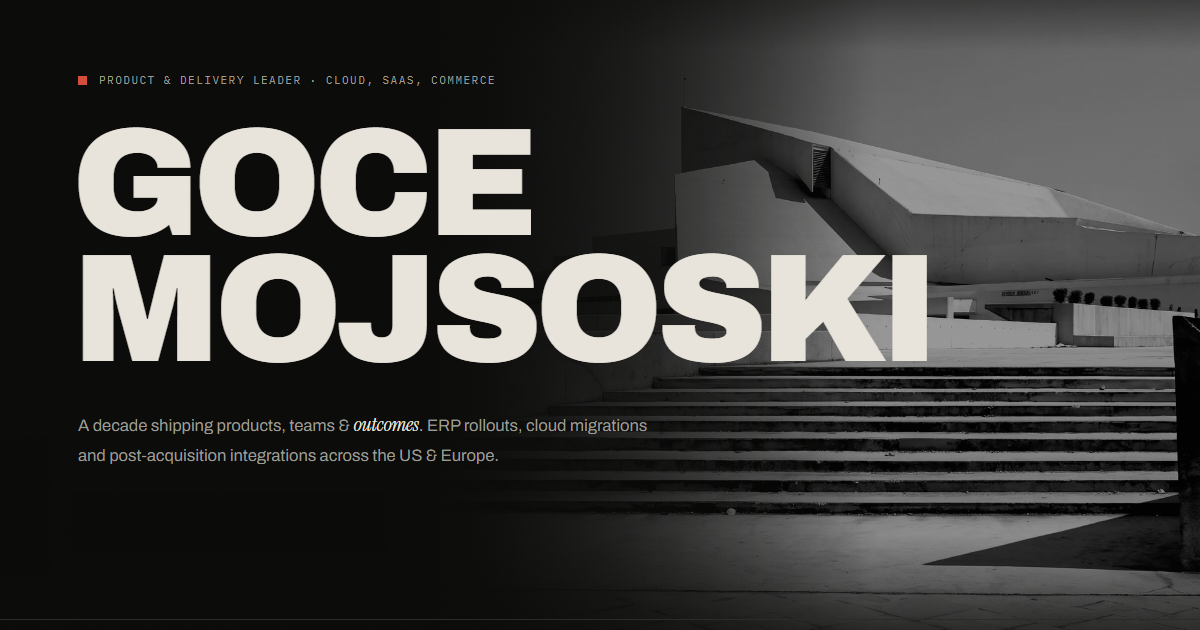 PRODUCT & DELIVERY LEADER · CLOUD, SAAS, COMMERCE
GOCE
MOJSOSKI
A decade shipping products, teams & outcomes. ERP rollouts, cloud migrations
and post-acquisition integrations across the US & Europe.